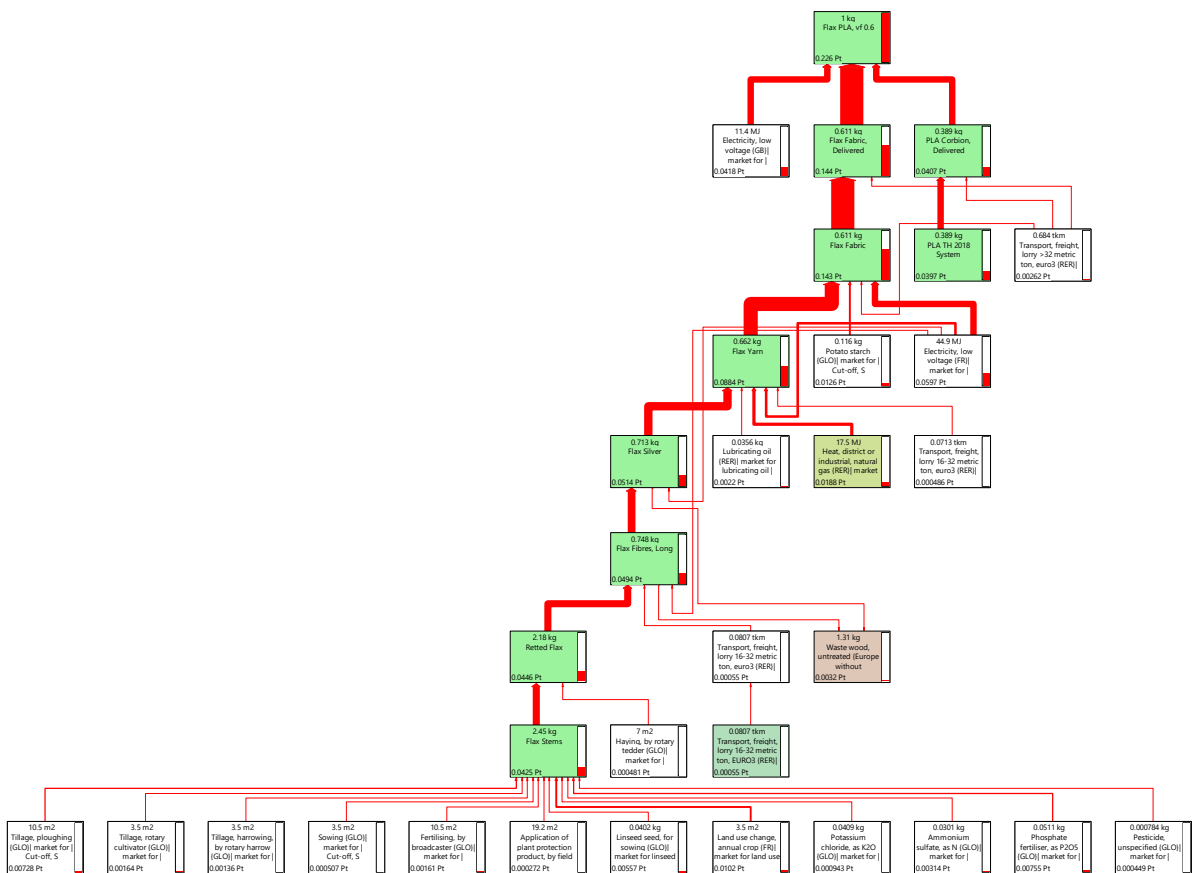 1 kg
Flax PLA, vf 0.6
0.226 Pt
11.4 MJ
Electricity, low
voltage (GB)|
market for |
0.0418 Pt
0.611 kg
Flax Fabric,
Delivered
0.144 Pt
0.389 kg
PLA Corbion,
Delivered
0.0407 Pt
0.611 kg
Flax Fabric
0.143 Pt
0.389 kg
PLA TH 2018
System
0.0397 Pt
0.684 tkm
Transport, freight,
lorry >32 metric
ton, euro3 (RER)|
0.00262 Pt
0.662 kg
Flax Yarn
0.0884 Pt
0.116 kg
Potato starch
(GLO)| market for |
Cut-off, S
0.0126 Pt
44.9 MJ
Electricity, low
voltage (FR)|
market for |
0.0597 Pt
0.713 kg
Flax Silver
0.0514 Pt
0.0356 kg
Lubricating oil
(RER)| market for
lubricating oil |
0.0022 Pt
17.5 MJ
Heat, district or
industrial, natural
gas (RER)| market
0.0188 Pt
0.0713 tkm
Transport, freight,
lorry 16-32 metric
ton, euro3 (RER)|
0.000486 Pt
0.748 kg
Flax Fibres, Long
0.0494 Pt
2.18 kg
Retted Flax
0.0446 Pt
0.0807 tkm
Transport, freight,
lorry 16-32 metric
ton, euro3 (RER)|
0.00055 Pt
1.31 kg
Waste wood,
untreated (Europe
without
0.0032 Pt
2.45 kg
Flax Stems
0.0425 Pt
7 m2
Haying, by rotary
tedder (GLO)|
market for |
0.000481 Pt
0.0807 tkm
Transport, freight,
lorry 16-32 metric
ton, EURO3 (RER)|
0.00055 Pt
10.5 m2
Tillage, ploughing
(GLO)| market for |
Cut-off, S
0.00728 Pt
3.5 m2
Tillage, rotary
cultivator (GLO)|
market for |
0.00164 Pt
3.5 m2
Tillage, harrowing,
by rotary harrow
(GLO)| market for |
0.00136 Pt
3.5 m2
Sowing (GLO)|
market for |
Cut-off, S
0.000507 Pt
10.5 m2
Fertilising, by
broadcaster (GLO)|
market for |
0.00161 Pt
19.2 m2
Application of
plant protection
product, by field
0.000272 Pt
0.0402 kg
Linseed seed, for
sowing (GLO)|
market for linseed
0.00557 Pt
3.5 m2
Land use change,
annual crop (FR)|
market for land use
0.0102 Pt
0.0409 kg
Potassium
chloride, as K2O
(GLO)| market for |
0.000943 Pt
0.0301 kg
Ammonium
sulfate, as N (GLO)|
market for |
0.00314 Pt
0.0511 kg
Phosphate
fertiliser, as P2O5
(GLO)| market for |
0.00755 Pt
0.000784 kg
Pesticide,
unspecified (GLO)|
market for |
0.000449 Pt